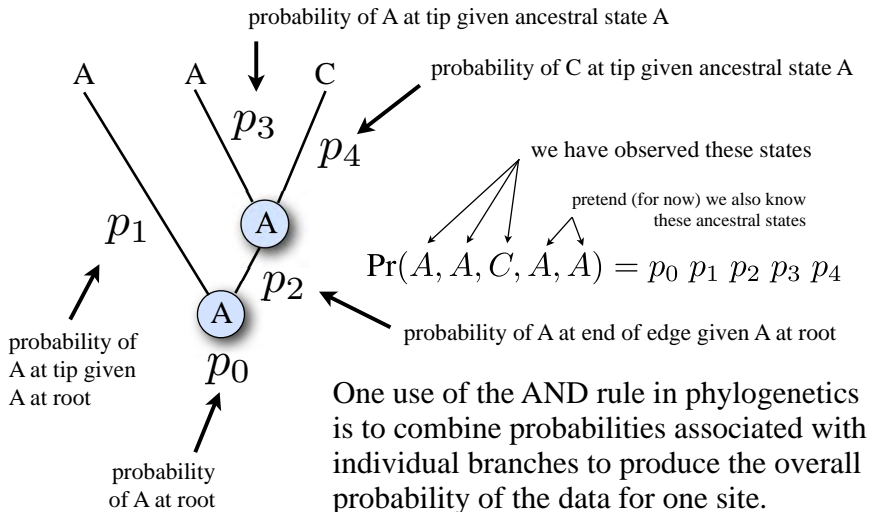 probability of A at tip given ancestral state A
A
A
C
probability of C at tip given ancestral state A
p3
p4
we have observed these states
pretend (for now) we also know
these ancestral states
A
p1
Pr(A, A, C, A, A) = p0 p1 p2 p3 p4
p2
A
probability of A at end of edge given A at root
probability of
A at tip given
A at root
p0
One use of the AND rule in phylogenetics
is to combine probabilities associated with
individual branches to produce the overall
probability of the data for one site.
probability
of A at root